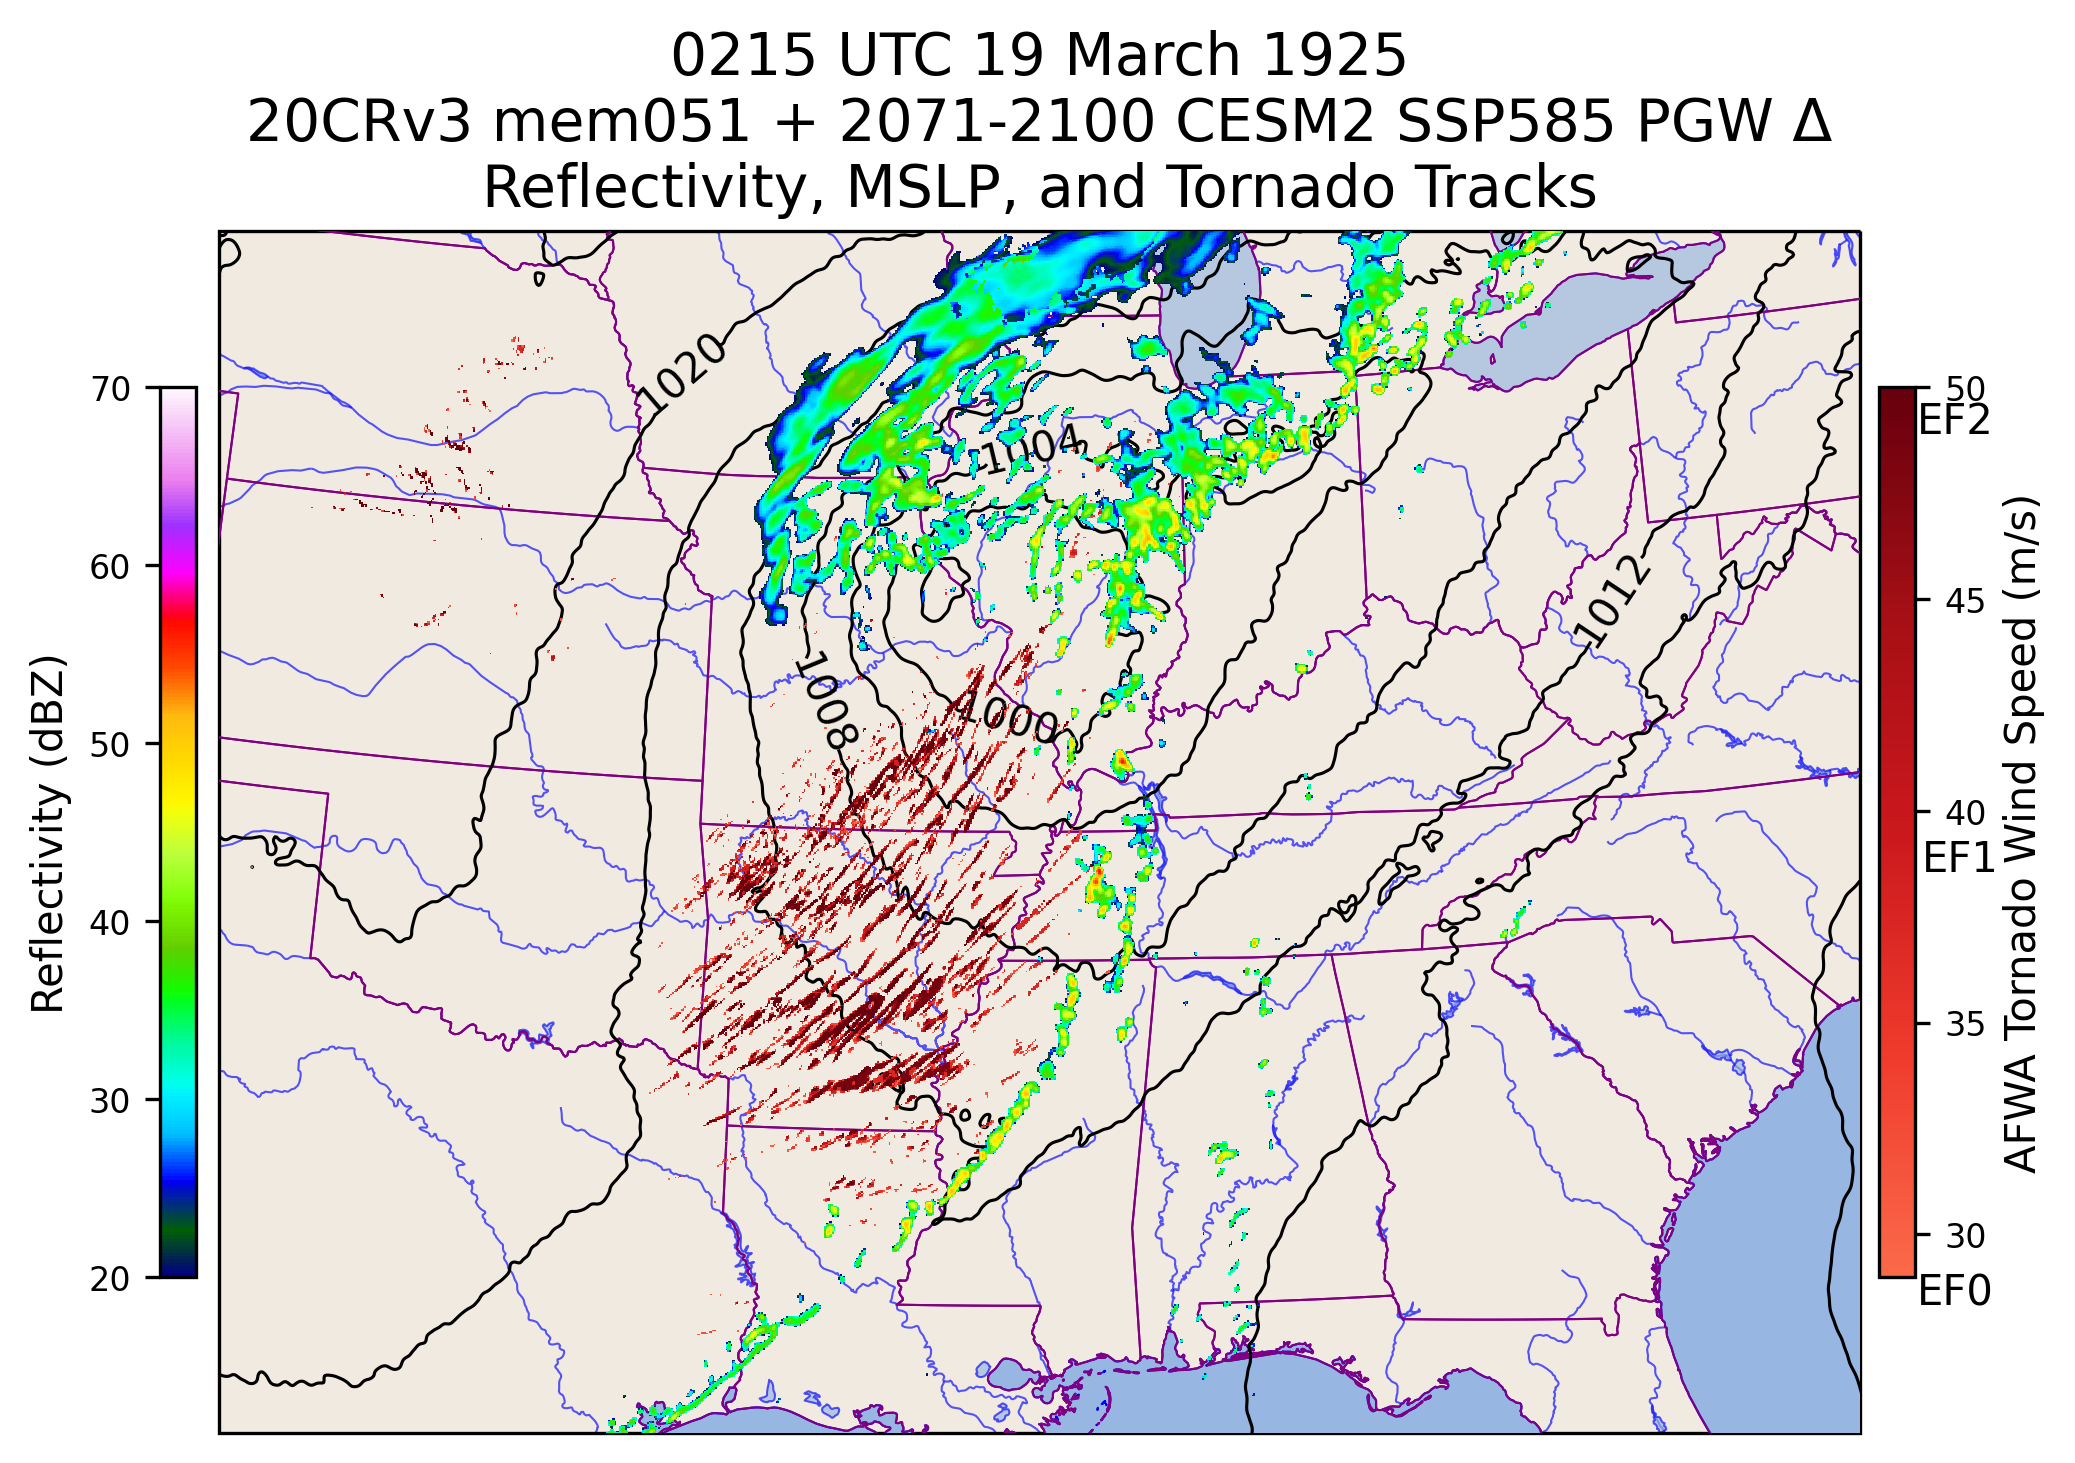 0215 UTC 19 March 1925
20CRv3 mem051 + 2071-2100 CESM2 SSP585 PGW Δ
Reflectivity, MSLP, and Tornado Tracks
1020
1004
1012
1008
1000
70
60
50
40
30
20
Reflectivity (dBZ)
50
EF2
45
40
EF1
35
30
EF0
AFWA Tornado Wind Speed (m/s)